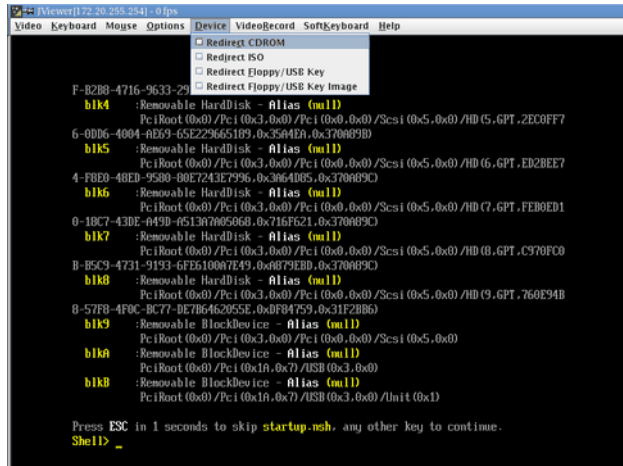 JViewer[172.20.255.254] - 0 fps
Video Keyboard Mouse Options Device VideoRecord SoftKeyboard Help
Redirect CDROM
Redirect ISO
Redirect Floppy/USB Key
Redirect Floppy/USB Key Image
F-B2B8-4716-9633-29
blk4 :Removable HardDisk - Alias (null)
PciRoot(0x0)/Pci(0x3,0x0)/Pci(0x0,0x0)/Scsi(0x5,0x0)/HD(5,GPT,2EC0FF7
6-0DD6-4004-AE69-65E229665189,0x35A4EA,0x370A89B)
blk5 :Removable HardDisk - Alias (null)
PciRoot(0x0)/Pci(0x3,0x0)/Pci(0x0,0x0)/Scsi(0x5,0x0)/HD(6,GPT,ED2BEE7
4-F8E0-48ED-9580-80E7243E7996,0x3A64D85,0x370A89C)
blk6 :Removable HardDisk - Alias (null)
PciRoot(0x0)/Pci(0x3,0x0)/Pci(0x0,0x0)/Scsi(0x5,0x0)/HD(7,GPT,FEB0ED1
0-18C7-43DE-A49D-A513A7A05068,0x716F621,0x370A89C)
blk7 :Removable HardDisk - Alias (null)
PciRoot(0x0)/Pci(0x3,0x0)/Pci(0x0,0x0)/Scsi(0x5,0x0)/HD(8,GPT,C970FC0
B-B5C9-4731-9193-6FE6100A7E49,0xA879EBD,0x370A89C)
blk8 :Removable HardDisk - Alias (null)
PciRoot(0x0)/Pci(0x3,0x0)/Pci(0x0,0x0)/Scsi(0x5,0x0)/HD(9,GPT,760E94B
8-57F8-4F0C-BC77-DE7B6462055E,0xDF84759,0x31F2BB6)
blk9 :Removable BlockDevice - Alias (null)
PciRoot(0x0)/Pci(0x3,0x0)/Pci(0x0,0x0)/Scsi(0x5,0x0)
blkA :Removable BlockDevice - Alias (null)
PciRoot(0x0)/Pci(0x1A,0x7)/USB(0x3,0x0)
blkB :Removable BlockDevice - Alias (null)
PciRoot(0x0)/Pci(0x1A,0x7)/USB(0x3,0x0)/Unit(0x1)
Press ESC in 1 seconds to skip startup.nsh, any other key to continue.
Shell> _